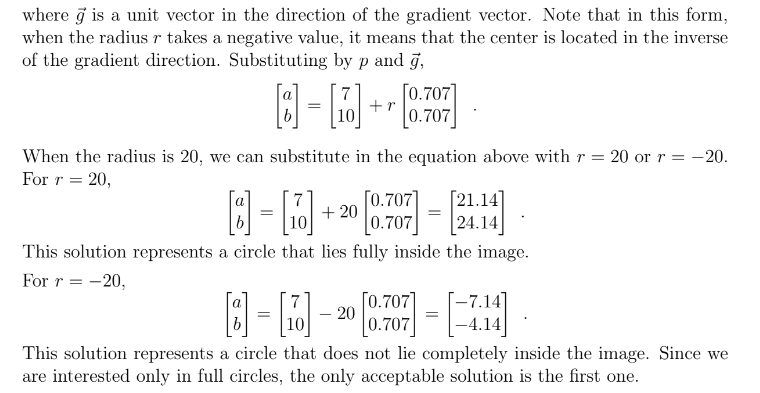 where $\vec{g}$ is a unit vector in the direction of the gradient vector. Note that in this form,
when the radius $r$ takes a negative value, it means that the center is located in the inverse
of the gradient direction. Substituting by $p$ and $\vec{g}$,
$\begin{bmatrix} a \\ b \end{bmatrix} = \begin{bmatrix} 7 \\ 10 \end{bmatrix} + r \begin{bmatrix} 0.707 \\ 0.707 \end{bmatrix}$ .
When the radius is 20, we can substitute in the equation above with $r = 20$ or $r = -20$.
For $r = 20$,
$\begin{bmatrix} a \\ b \end{bmatrix} = \begin{bmatrix} 7 \\ 10 \end{bmatrix} + 20 \begin{bmatrix} 0.707 \\ 0.707 \end{bmatrix} = \begin{bmatrix} 21.14 \\ 24.14 \end{bmatrix}$ .
This solution represents a circle that lies fully inside the image.
For $r = -20$,
$\begin{bmatrix} a \\ b \end{bmatrix} = \begin{bmatrix} 7 \\ 10 \end{bmatrix} - 20 \begin{bmatrix} 0.707 \\ 0.707 \end{bmatrix} = \begin{bmatrix} -7.14 \\ -4.14 \end{bmatrix}$ .
This solution represents a circle that does not lie completely inside the image. Since we
are interested only in full circles, the only acceptable solution is the first one.